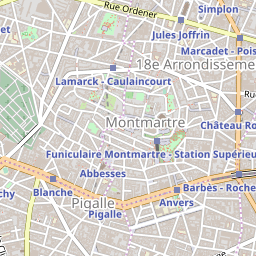 Simplon
Rue Ordener
Jules Joffrin
Marcadet - Pois
18e Arrondisseme
Lamarck - Caulaincourt
Montmartre
Château Ro
Funiculaire Montmartre - Station Supérieu
Abbesses
Blanche
Barbès - Roche
Pigalle
Anvers
Pigalle